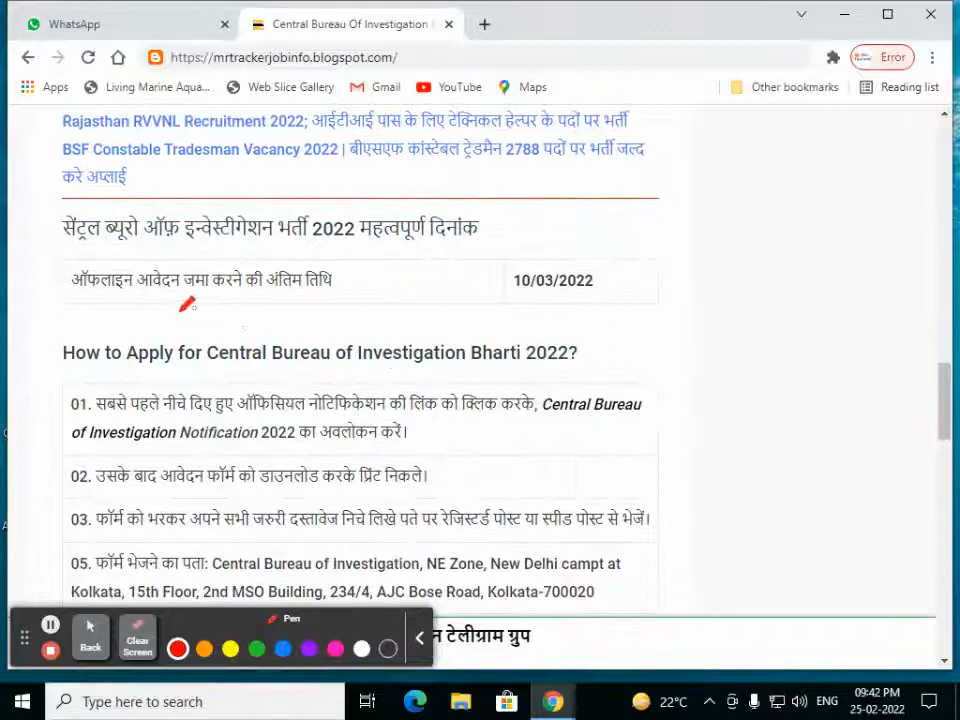 WhatsApp
Central Bureau Of Investigation
https://mrtrackerjobinfo.blogspot.com/
Error
Apps
Living Marine Aqua...
Web Slice Gallery
Gmail
YouTube
Maps
Other bookmarks
Reading list
Rajasthan RVVNL Recruitment 2022; आईटीआई पास के लिए टेक्निकल हेल्पर के पदों पर भर्ती
BSF Constable Tradesman Vacancy 2022 | बीएसएफ कांस्टेबल ट्रेडमैन 2788 पदों पर भर्ती जल्द
करे अप्लाई
सेंट्रल ब्यूरो ऑफ़ इन्वेस्टीगेशन भर्ती 2022 महत्वपूर्ण दिनांक
ऑफलाइन आवेदन जमा करने की अंतिम तिथि 10/03/2022
How to Apply for Central Bureau of Investigation Bharti 2022?
01. सबसे पहले नीचे दिए हुए ऑफिसियल नोटिफिकेशन की लिंक को क्लिक करके, Central Bureau
of Investigation Notification 2022 का अवलोकन करें।
02. उसके बाद आवेदन फॉर्म को डाउनलोड करके प्रिंट निकले।
03. फॉर्म को भरकर अपने सभी जरुरी दस्तावेज निचे लिखे पते पर रेजिस्टर्ड पोस्ट या स्पीड पोस्ट से भेजें।
05. फॉर्म भेजने का पता: Central Bureau of Investigation, NE Zone, New Delhi campt at
Kolkata, 15th Floor, 2nd MSO Building, 234/4, AJC Bose Road, Kolkata-700020
न टेलीग्राम ग्रुप
Pen
Back
Clear
Screen
Type here to search
22°C
ENG
09:42 PM
25-02-2022